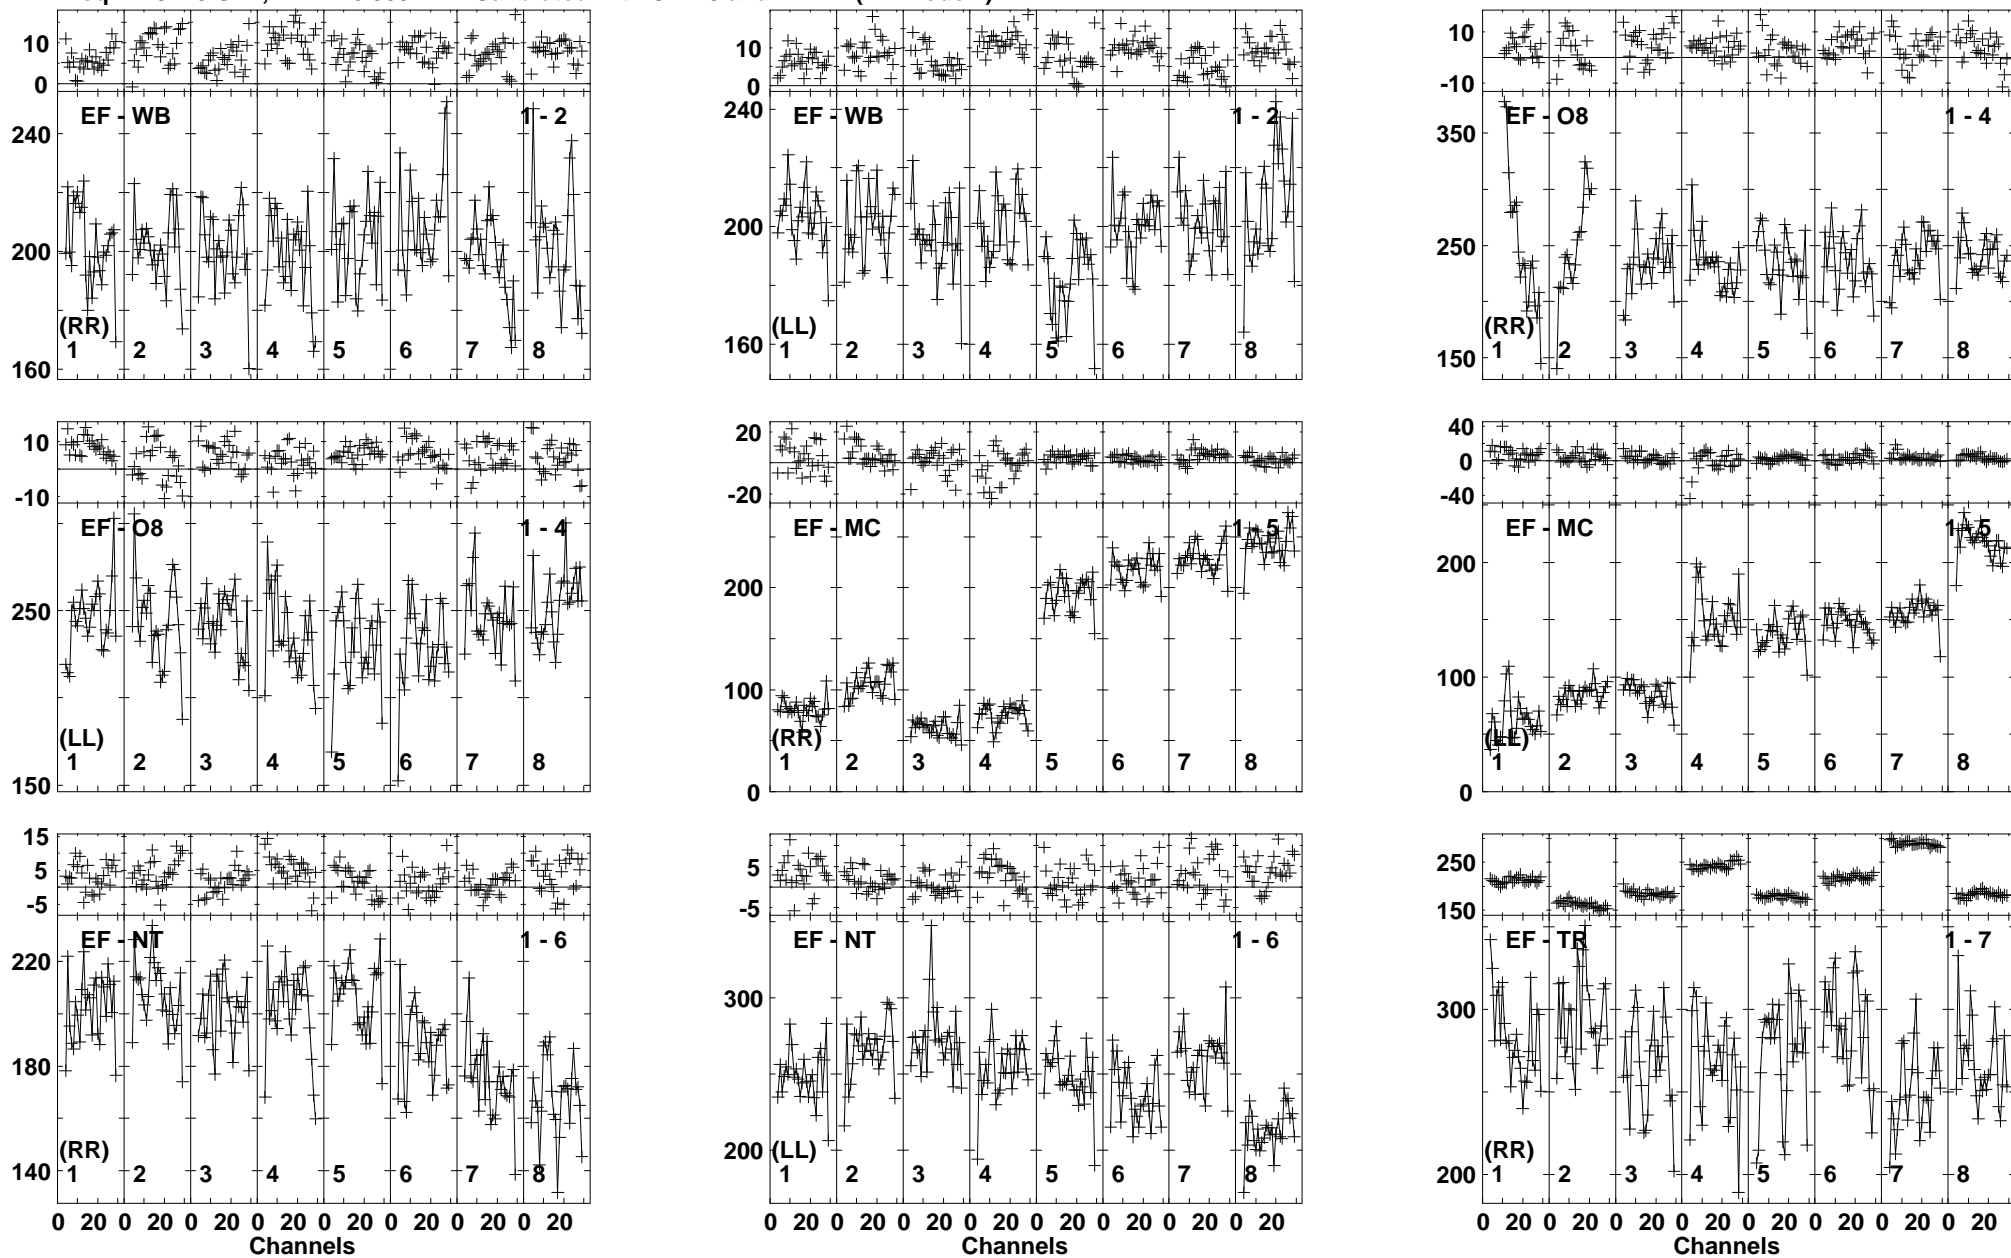 10 0 10 0 10 -10
EF - WB 1 - 2 EF - WB 1 - 2 EF - O8 1 - 4
240 200 160 240 200 160 350 250 150
(RR) (LL) (RR)
1 2 3 4 5 6 7 8 1 2 3 4 5 6 7 8 1 2 3 4 5 6 7 8
10 -10 20 -20 40 0 -40
EF - O8 1 - 4 EF - MC 1 - 5 EF - MC 1 - 5
250 150 200 100 0 200 100 0
(LL) (RR) (LL)
1 2 3 4 5 6 7 8 1 2 3 4 5 6 7 8 1 2 3 4 5 6 7 8
15 5 -5 5 -5 250 150
EF - NT 1 - 6 EF - NT 1 - 6 EF - TR 1 - 7
220 180 140 300 200 300 200
(RR) (LL) (RR)
1 2 3 4 5 6 7 8 1 2 3 4 5 6 7 8 1 2 3 4 5 6 7 8
0 20 0 20 0 20 0 20 0 20 0 20 0 20 0 20 0 20 0 20 0 20 0 20 0 20 0 20 0 20 0 20 0 20 0 20 0 20 0 20 0 20 0 20 0 20 0 20
Channels Channels Channels